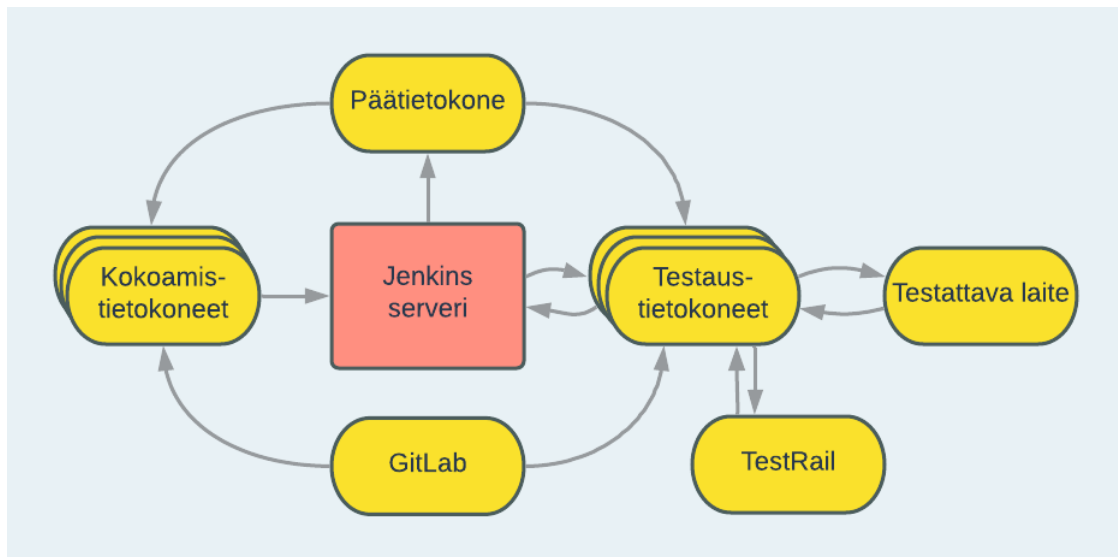 Päätietokone
Kokoamis-
tietokoneet
Jenkins
serveri
Testaus-
tietokoneet
Testattava laite
GitLab
TestRail